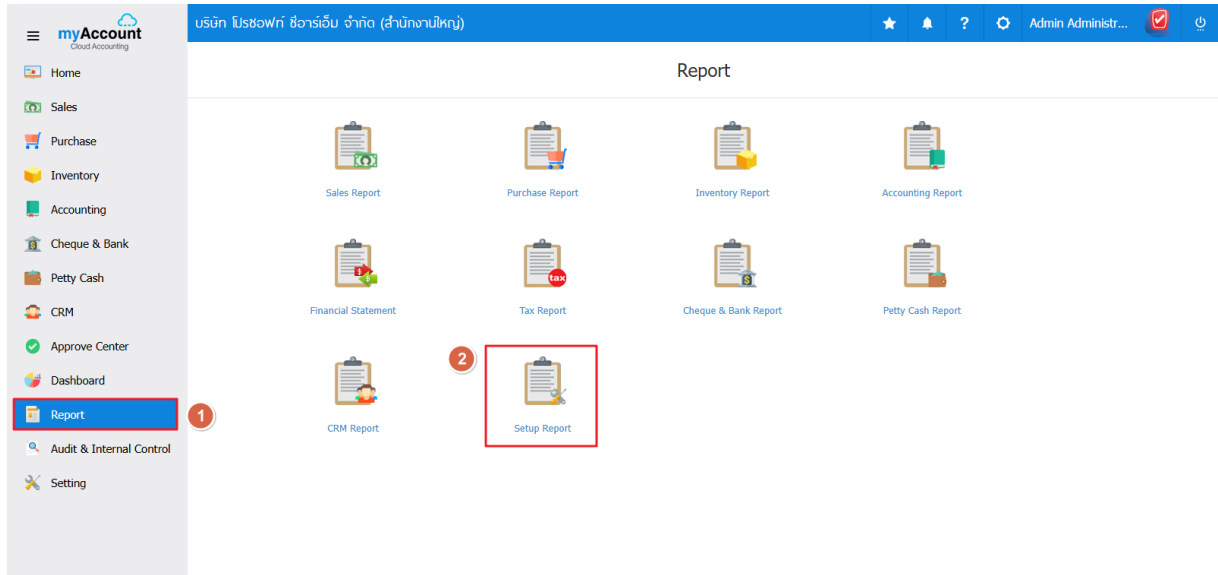 myAccount
Cloud Accounting
บริษัท โปรซอฟท์ ซีอาร์เอ็ม จำกัด (สำนักงานใหญ่)
?
Admin Administr...
Home
Sales
Purchase
Inventory
Accounting
Cheque & Bank
Petty Cash
CRM
Approve Center
Dashboard
Report
1
Audit & Internal Control
Setting
Report
Sales Report
Purchase Report
Inventory Report
Accounting Report
Financial Statement
tax
Tax Report
Cheque & Bank Report
Petty Cash Report
CRM Report
2
Setup Report